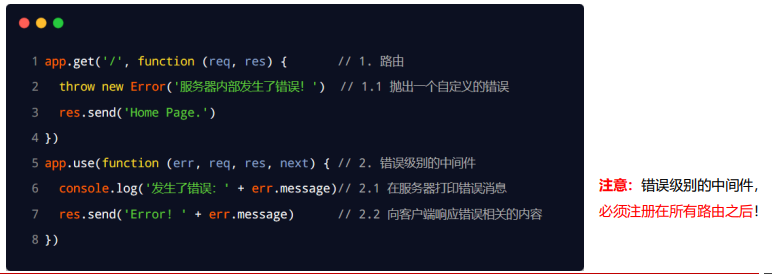 1 app.get('/', function (req, res) { // 1. 路由
2 throw new Error('服务器内部发生了错误！') // 1.1 抛出一个自定义的错误
3 res.send('Home Page.')
4 })
5 app.use(function (err, req, res, next) { // 2. 错误级别的中间件
6 console.log('发生了错误：' + err.message)// 2.1 在服务器打印错误消息
7 res.send('Error! ' + err.message) // 2.2 向客户端响应错误相关的内容
8 })
注意：错误级别的中间件，
必须注册在所有路由之后！